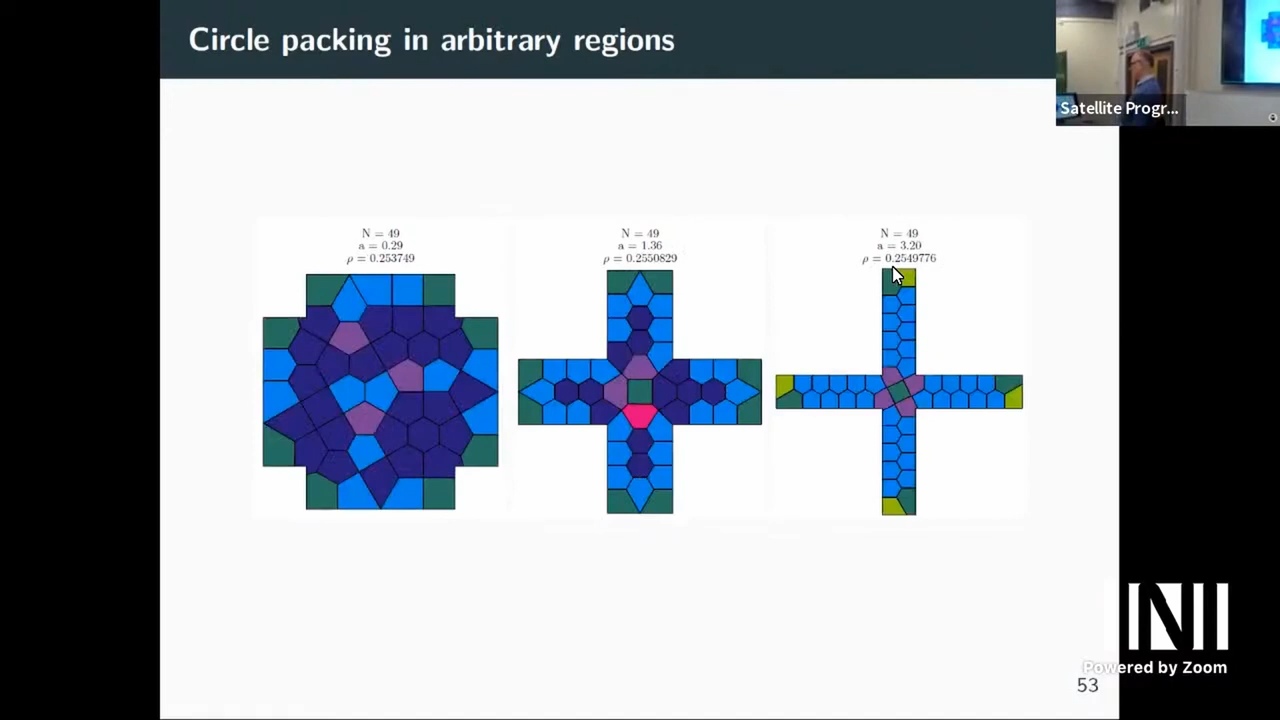 Circle packing in arbitrary regions
Satellite Progr...
N = 49
a = 0.29
ρ = 0.253749
N = 49
a = 1.36
ρ = 0.2550829
N = 49
a = 3.20
ρ = 0.2549776
Powered by Zoom
53